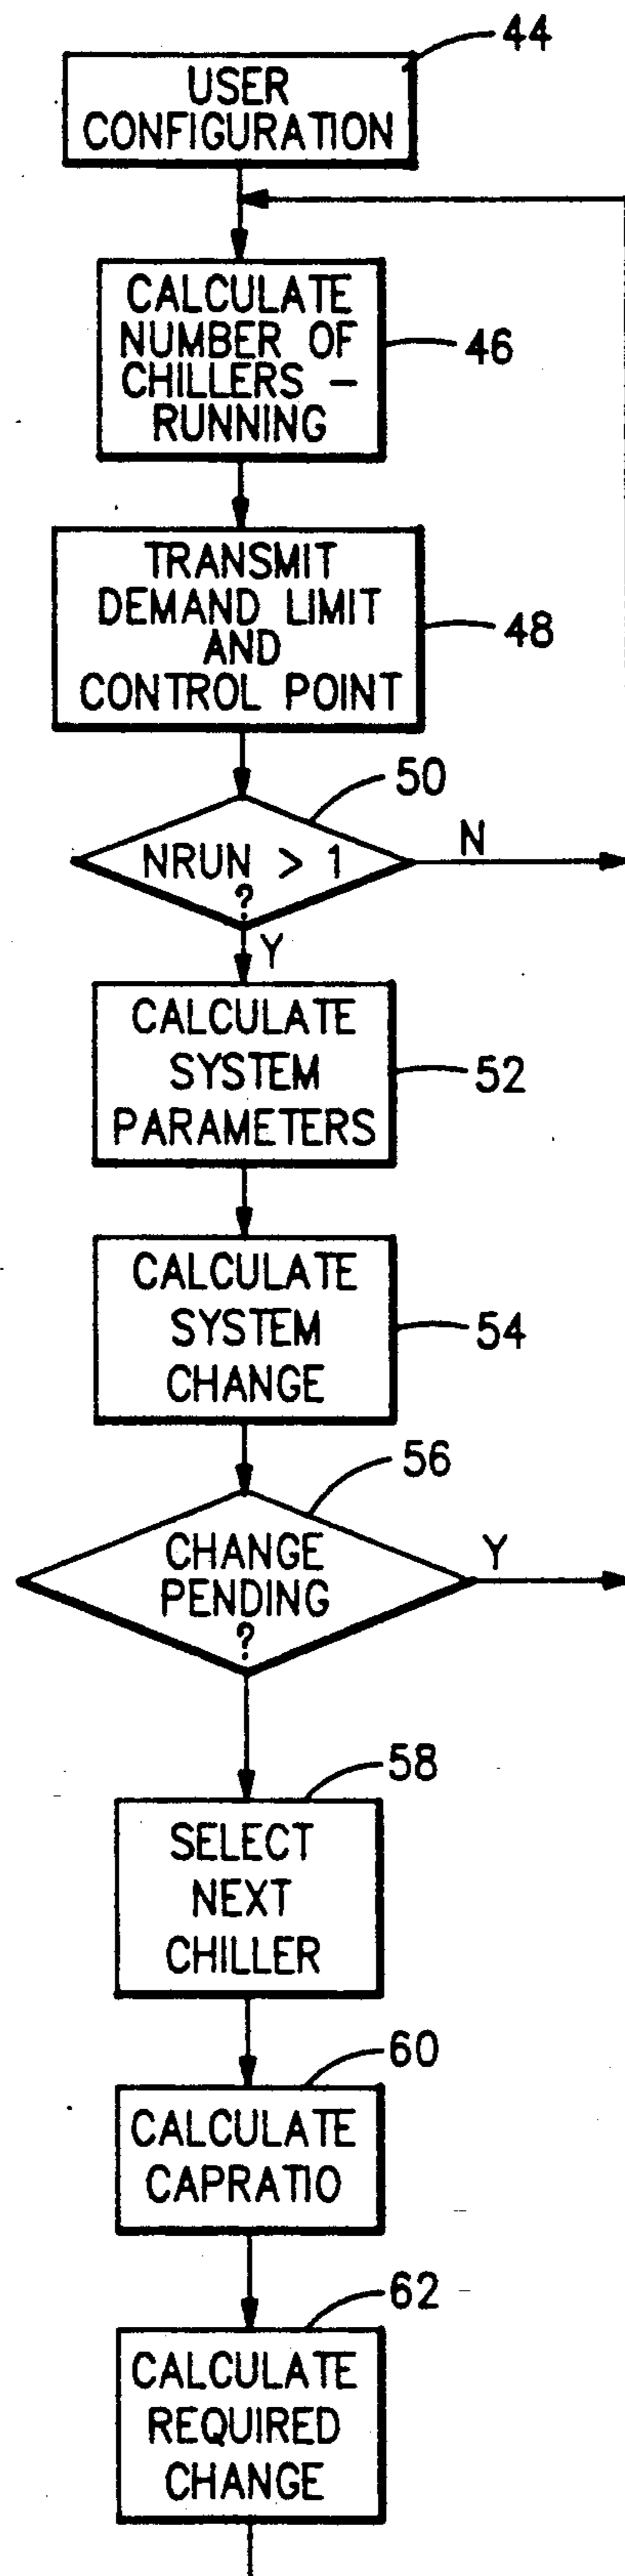 44
USER
CONFIGURATION
CALCULATE
NUMBER OF
CHILLERS -
RUNNING
46
TRANSMIT
DEMAND LIMIT
AND
CONTROL POINT
48
50
NRUN > 1
?
N
Y
CALCULATE
SYSTEM
PARAMETERS
52
CALCULATE
SYSTEM
CHANGE
54
56
CHANGE
PENDING
?
Y
58
SELECT
NEXT
CHILLER
60
CALCULATE
CAPRATIO
62
CALCULATE
REQUIRED
CHANGE